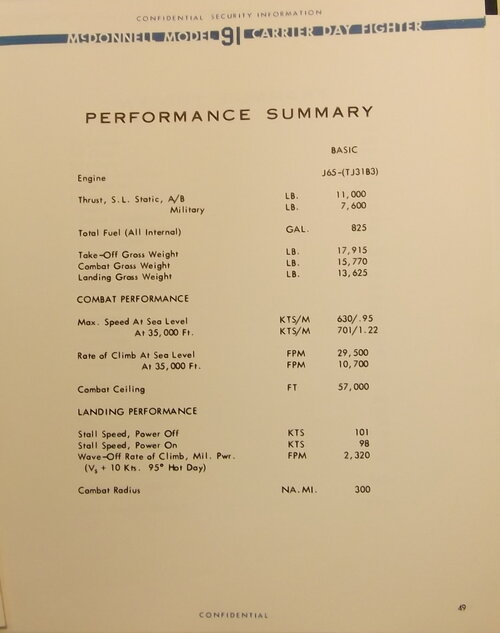 CONFIDENTIAL SECURITY INFORMATION
McDONNELL MODEL 91 CARRIER DAY FIGHTER
PERFORMANCE SUMMARY
BASIC
Engine J65-(TJ31B3)
Thrust, S.L. Static, A/B LB. 11,000
Military LB. 7,600
Total Fuel (All Internal) GAL. 825
Take-Off Gross Weight LB. 17,915
Combat Gross Weight LB. 15,770
Landing Gross Weight LB. 13,625
COMBAT PERFORMANCE
Max. Speed At Sea Level KTS/M 630/.95
At 35,000 Ft. KTS/M 701/1.22
Rate of Climb At Sea Level FPM 29,500
At 35,000 Ft. FPM 10,700
Combat Ceiling FT 57,000
LANDING PERFORMANCE
Stall Speed, Power Off KTS 101
Stall Speed, Power On KTS 98
Wave-Off Rate of Climb, Mil. Pwr. FPM 2,320
(Vs + 10 Kts. 95° Hot Day)
Combat Radius NA.MI. 300
49
CONFIDENTIAL